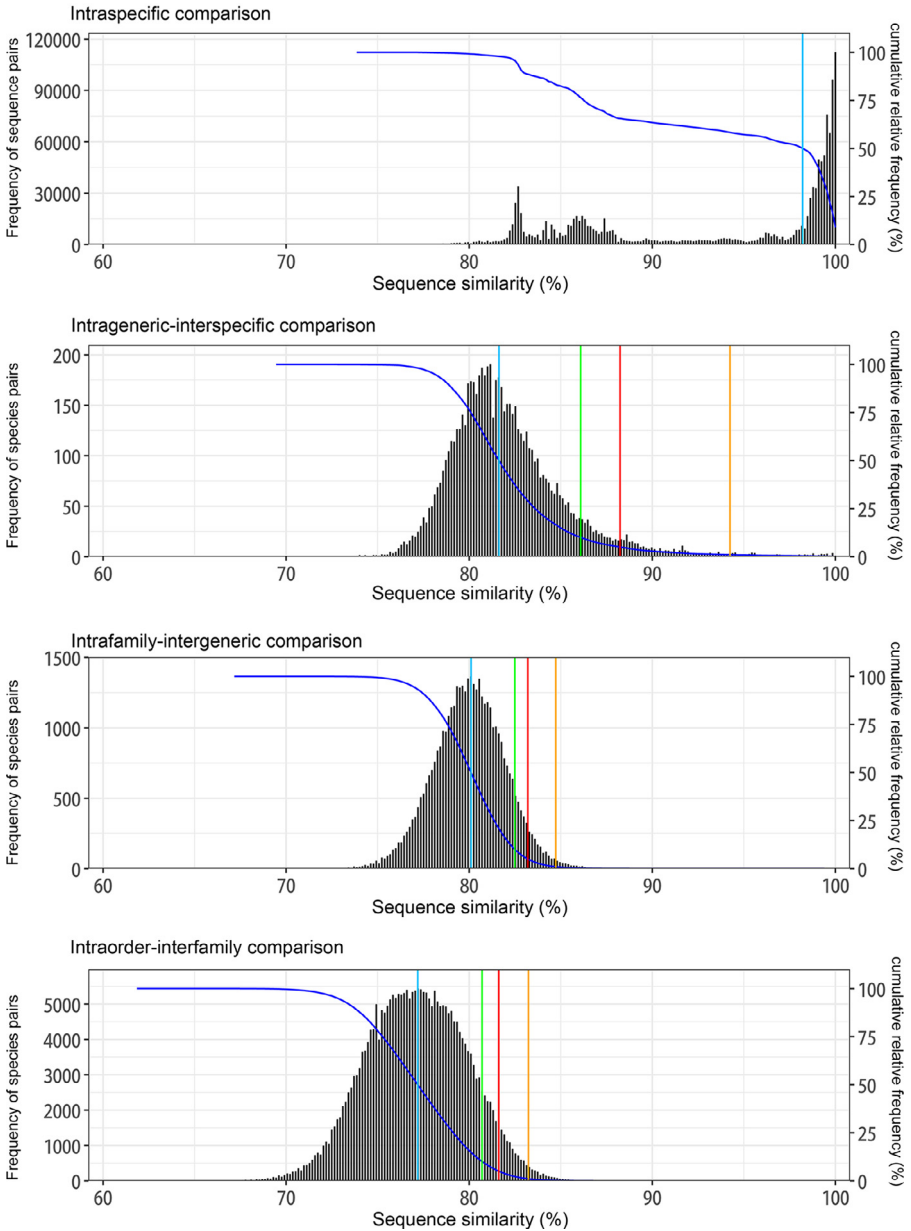 Intraspecific comparison
Frequency of sequence pairs
120000
90000
60000
30000
0
100
75
50
25
0
cumulative relative frequency (%)
60 70 80 90 100
Sequence similarity (%)
Intrageneric-interspecific comparison
Frequency of species pairs
200
150
100
50
0
100
75
50
25
0
cumulative relative frequency (%)
60 70 80 90 100
Sequence similarity (%)
Intrafamily-intergeneric comparison
Frequency of species pairs
1500
1000
500
0
100
75
50
25
0
cumulative relative frequency (%)
60 70 80 90 100
Sequence similarity (%)
Intraorder-interfamily comparison
Frequency of species pairs
5000
4000
3000
2000
1000
0
100
75
50
25
0
cumulative relative frequency (%)
60 70 80 90 100
Sequence similarity (%)